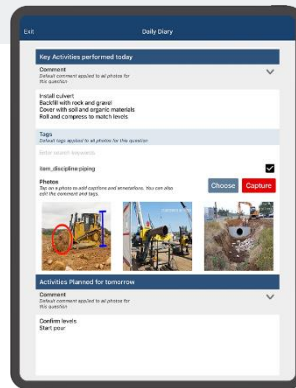 Exit
Daily Diary
Key Activities performed today
Comment
Default comment applied to all photos for
this question
Install culvert
Backfill with rock and gravel
Cover with soil and organic materials
Roll and compress to match levels
Tags
Default tags applied to all photos for this question
Enter search keywords
item_discipline piping
Photos
Tap on a photo to add captions and annotations. You can also
edit the comment and tags.
Choose
Capture
Activities Planned for tomorrow
Comment
Default comment applied to all photos for
this question
Confirm levels
Start pour